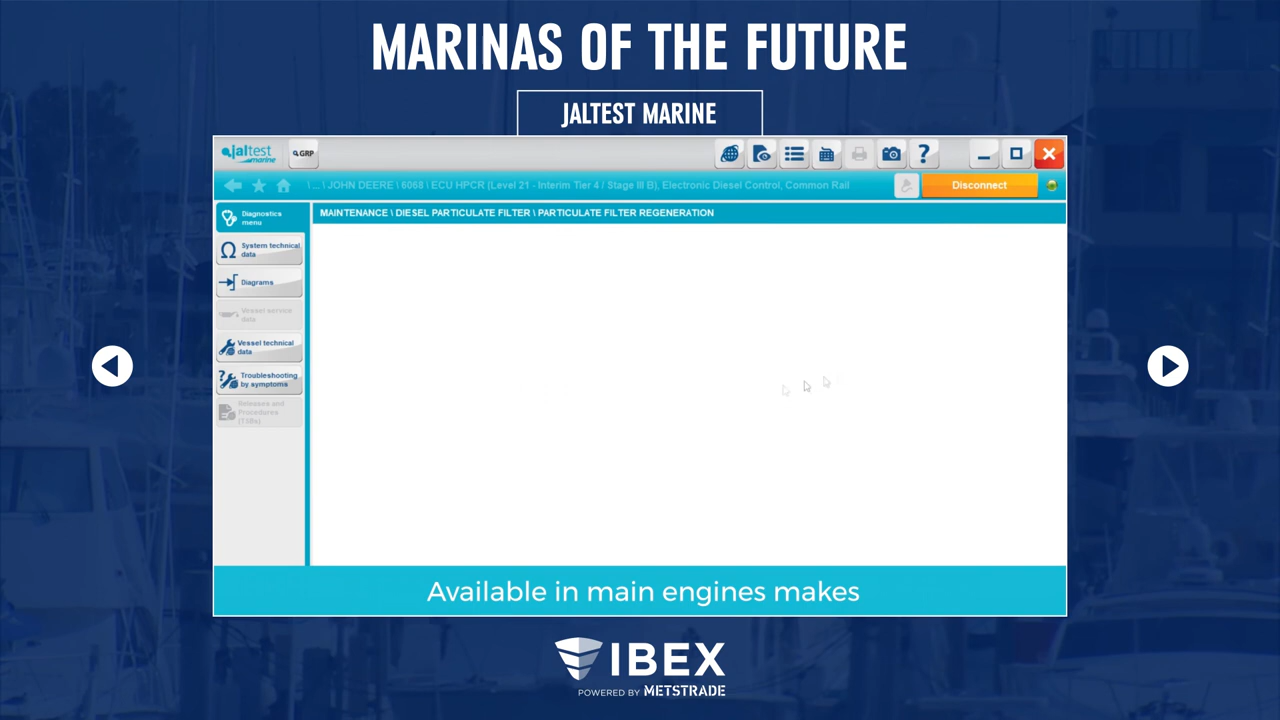 MARINAS OF THE FUTURE
JALTEST MARINE
jaltest
marine
GRP
?
\ ... \ JOHN DEERE \ 6068 \ ECU HPCR (Level 21 - Interim Tier 4 / Stage III B), Electronic Diesel Control, Common Rail
Disconnect
Diagnostics
menu
MAINTENANCE \ DIESEL PARTICULATE FILTER \ PARTICULATE FILTER REGENERATION
System technical
data
Diagrams
Vessel service
data
Vessel technical
data
Troubleshooting
by symptoms
Releases and
Procedures
(TSBs)
Available in main engines makes
IBEX
POWERED BY METSTRADE